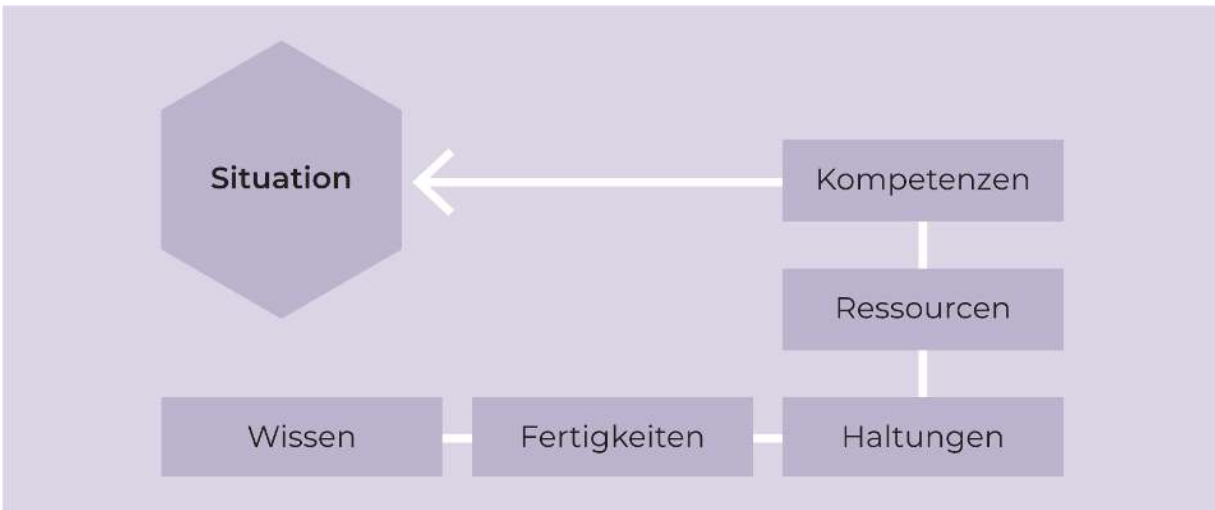 Situation
Kompetenzen
Ressourcen
Wissen
Fertigkeiten
Haltungen